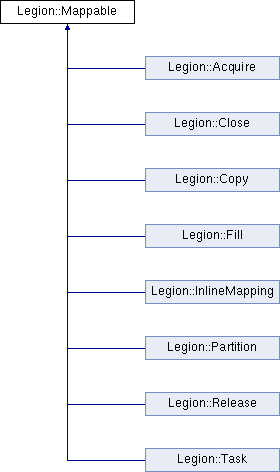 Legion::Mappable
Legion::Acquire
Legion::Close
Legion::Copy
Legion::Fill
Legion::InlineMapping
Legion::Partition
Legion::Release
Legion::Task